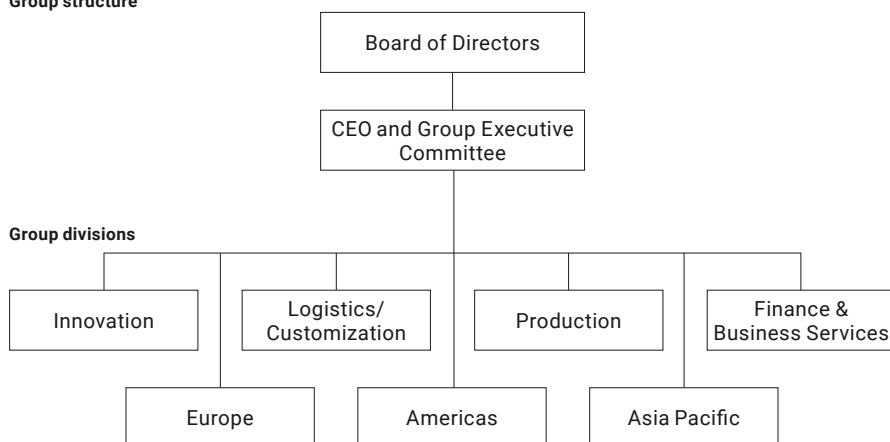 Group structure
Board of Directors
CEO and Group Executive
Committee
Group divisions
Innovation
Logistics/
Customization
Production
Finance &
Business Services
Europe
Americas
Asia Pacific